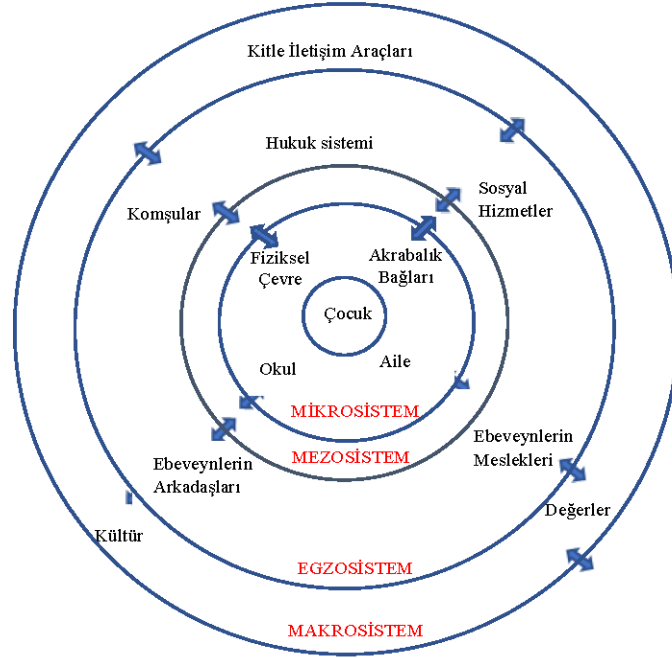 Kitle İletişim Araçları
Hukuk sistemi
Sosyal
Hizmetler
Komşular
Fiziksel
Çevre
Akrabalık
Bağları
Çocuk
Okul
Aile
MİKROSİSTEM
MEZOSİSTEM
Ebeveynlerin
Meslekleri
Ebeveynlerin
Arkadaşları
Değerler
Kültür
EGZOSİSTEM
MAKROSİSTEM